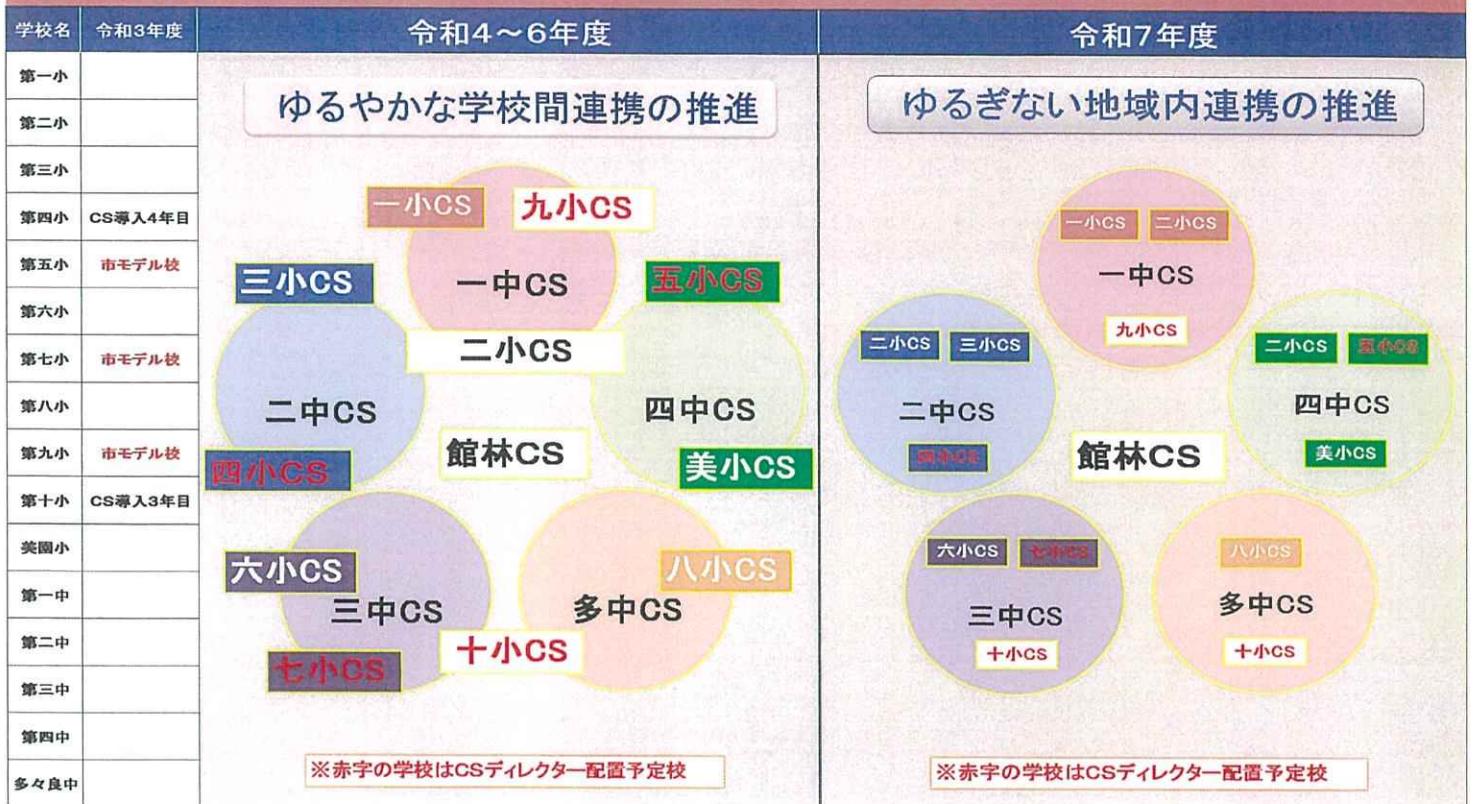 学校名 令和3年度 令和4～6年度 令和7年度
第一小
第二小
第三小
第四小 CS導入4年目
第五小 市モデル校
第六小
第七小 市モデル校
第八小
第九小 市モデル校
第十小 CS導入3年目
美園小
第一中
第二中
第三中
第四中
多々良中
ゆるやかな学校間連携の推進
一小CS 九小CS
三小CS 一中CS 五小CS
二小CS
二中CS 四中CS
館林CS
四小CS 美小CS
六小CS 八小CS
三中CS 多中CS
七小CS 十小CS
※赤字の学校はCSディレクター配置予定校
ゆるぎない地域内連携の推進
一小CS 二小CS
一中CS
九小CS
二小CS 三小CS 二小CS 五小CS
二中CS 四中CS
四小CS 館林CS 美小CS
六小CS 七小CS 八小CS
三中CS 多中CS
十小CS 十小CS
※赤字の学校はCSディレクター配置予定校